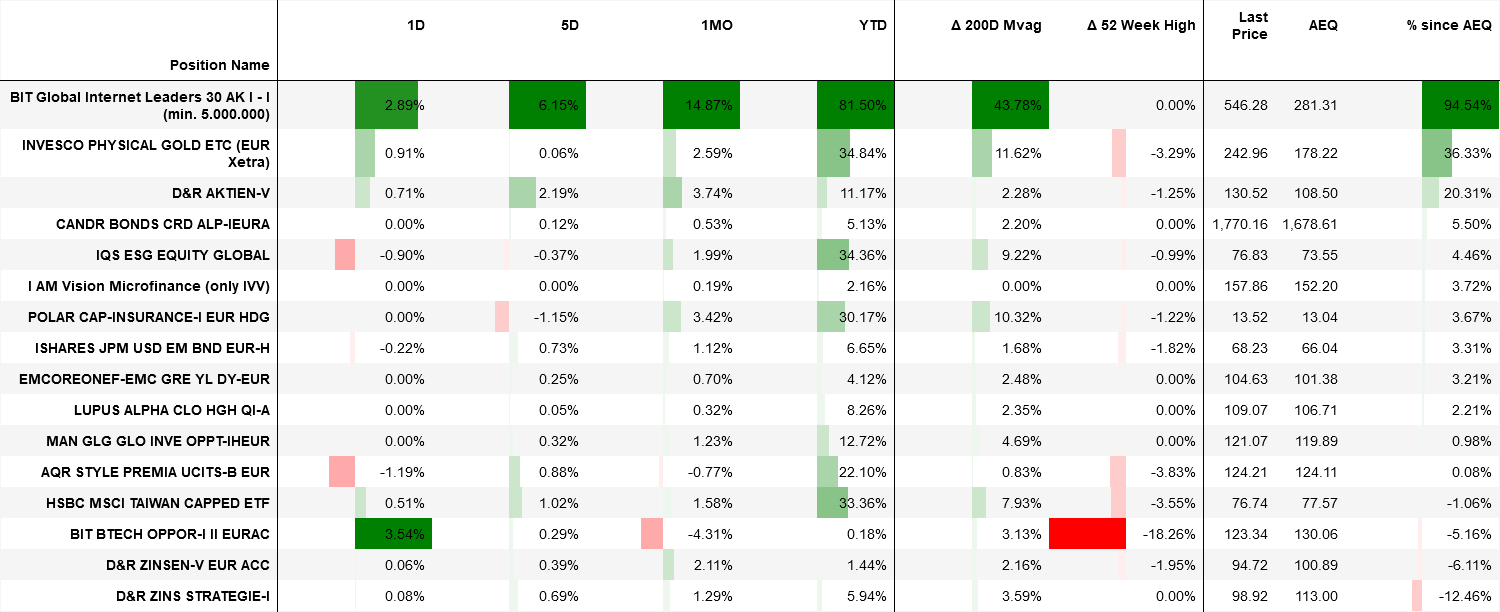 1D 5D 1MO YTD Δ 200D Mvag Δ 52 Week High Last AEQ % since AEQ
Price
Position Name
BIT Global Internet Leaders 30 AK I - I
(min. 5.000.000) 2.89% 6.15% 14.87% 81.50% 43.78% 0.00% 546.28 281.31 94.54%
INVESCO PHYSICAL GOLD ETC (EUR
Xetra) 0.91% 0.06% 2.59% 34.84% 11.62% -3.29% 242.96 178.22 36.33%
D&R AKTIEN-V 0.71% 2.19% 3.74% 11.17% 2.28% -1.25% 130.52 108.50 20.31%
CANDR BONDS CRD ALP-IEURA 0.00% 0.12% 0.53% 5.13% 2.20% 0.00% 1,770.16 1,678.61 5.50%
IQS ESG EQUITY GLOBAL -0.90% -0.37% 1.99% 34.36% 9.22% -0.99% 76.83 73.55 4.46%
I AM Vision Microfinance (only IVV) 0.00% 0.00% 0.19% 2.16% 0.00% 0.00% 157.86 152.20 3.72%
POLAR CAP-INSURANCE-I EUR HDG 0.00% -1.15% 3.42% 30.17% 10.32% -1.22% 13.52 13.04 3.67%
ISHARES JPM USD EM BND EUR-H -0.22% 0.73% 1.12% 6.65% 1.68% -1.82% 68.23 66.04 3.31%
EMCOREONEF-EMC GRE YL DY-EUR 0.00% 0.25% 0.70% 4.12% 2.48% 0.00% 104.63 101.38 3.21%
LUPUS ALPHA CLO HGH QI-A 0.00% 0.05% 0.32% 8.26% 2.35% 0.00% 109.07 106.71 2.21%
MAN GLG GLO INVE OPPT-IHEUR 0.00% 0.32% 1.23% 12.72% 4.69% 0.00% 121.07 119.89 0.98%
AQR STYLE PREMIA UCITS-B EUR -1.19% 0.88% -0.77% 22.10% 0.83% -3.83% 124.21 124.11 0.08%
HSBC MSCI TAIWAN CAPPED ETF 0.51% 1.02% 1.58% 33.36% 7.93% -3.55% 76.74 77.57 -1.06%
BIT BTECH OPPOR-I II EURAC 3.54% 0.29% -4.31% 0.18% 3.13% -18.26% 123.34 130.06 -5.16%
D&R ZINSEN-V EUR ACC 0.06% 0.39% 2.11% 1.44% 2.16% -1.95% 94.72 100.89 -6.11%
D&R ZINS STRATEGIE-I 0.08% 0.69% 1.29% 5.94% 3.59% 0.00% 98.92 113.00 -12.46%